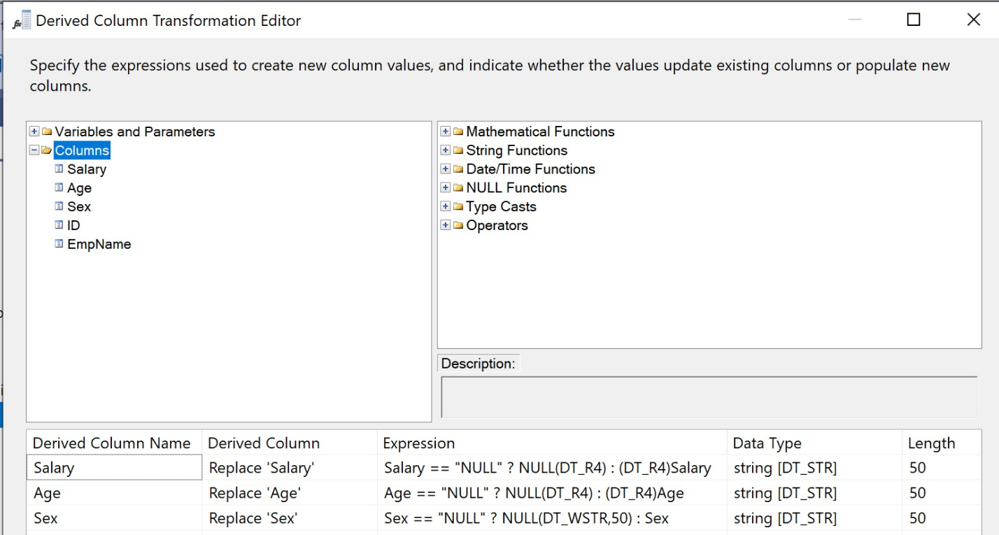 Derived Column Transformation Editor
Specify the expressions used to create new column values, and indicate whether the values update existing columns or populate new
columns.
Variables and Parameters
Columns
Salary
Age
Sex
ID
EmpName
Mathematical Functions
String Functions
Date/Time Functions
NULL Functions
Type Casts
Operators
Description:
Derived Column Name Derived Column Expression Data Type Length
Salary Replace 'Salary' Salary == "NULL" ? NULL(DT_R4) : (DT_R4)Salary string [DT_STR] 50
Age Replace 'Age' Age == "NULL" ? NULL(DT_R4) : (DT_R4)Age string [DT_STR] 50
Sex Replace 'Sex' Sex == "NULL" ? NULL(DT_WSTR,50) : Sex string [DT_STR] 50